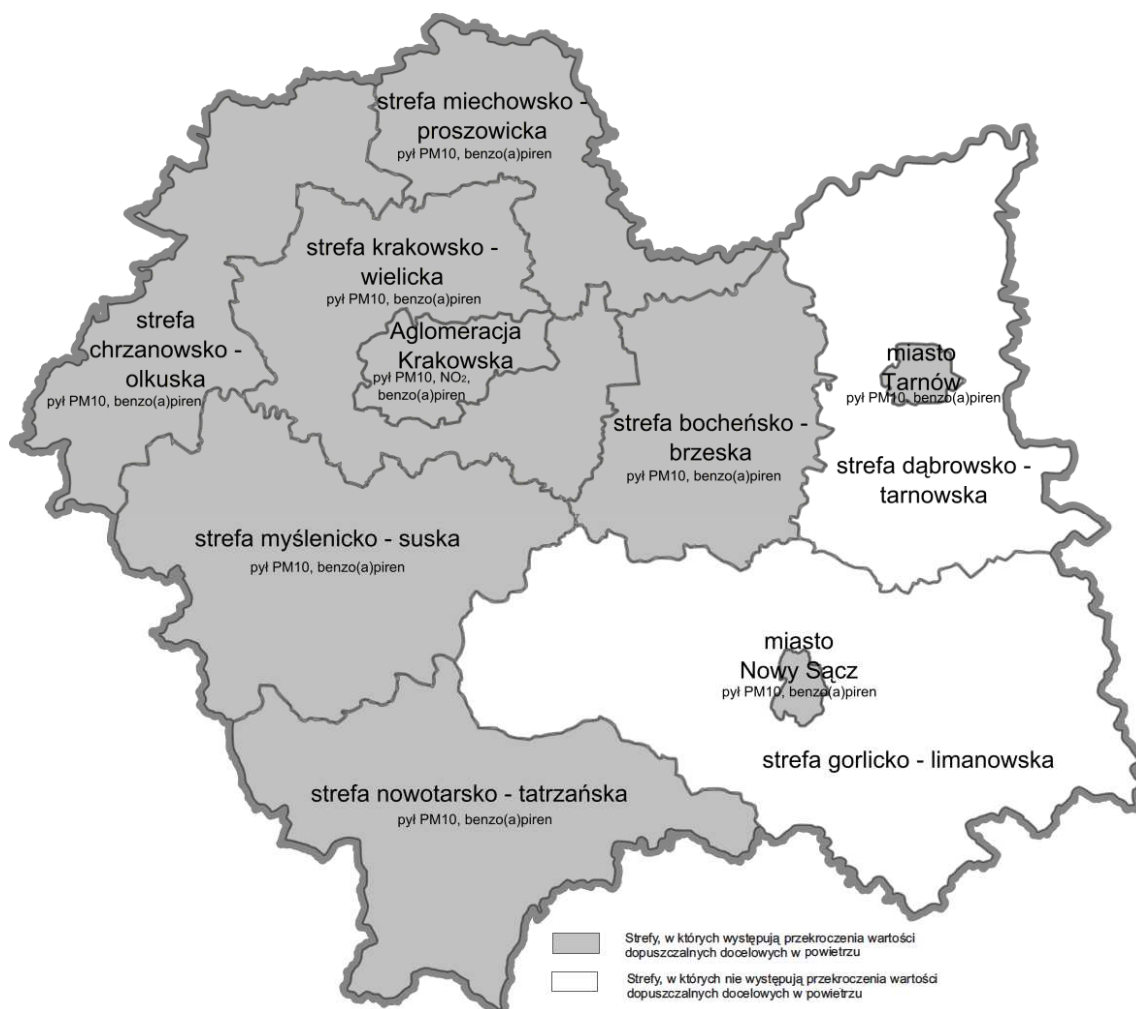 strefa miechowsko -
proszowicka
pył PM10, benzo(a)piren
strefa krakowsko -
wielicka
pył PM10, benzo(a)piren
strefa
chrzanowsko -
olkuska
pył PM10, benzo(a)piren
Aglomeracja
Krakowska
pył PM10, NO₂,
benzo(a)piren
miasto
Tarnów
pył PM10, benzo(a)piren
strefa bocheńsko -
brzeska
pył PM10, benzo(a)piren
strefa dąbrowsko -
tarnowska
strefa myślenicko - suska
pył PM10, benzo(a)piren
miasto
Nowy Sącz
pył PM10, benzo(a)piren
strefa gorlicko - limanowska
strefa nowotarsko - tatrzańska
pył PM10, benzo(a)piren
Strefy, w których występują przekroczenia wartości
dopuszczalnych docelowych w powietrzu
Strefy, w których nie występują przekroczenia wartości
dopuszczalnych docelowych w powietrzu